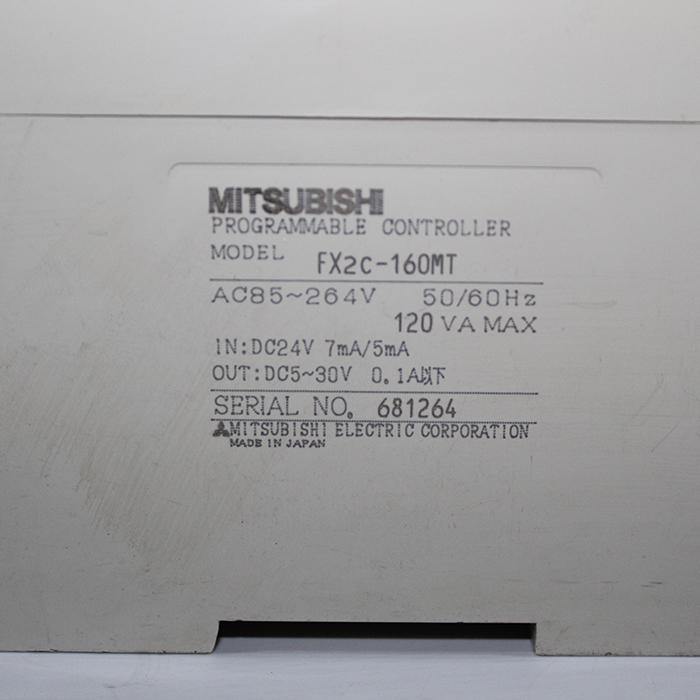 MITSUBISHI
PROGRAMMABLE CONTROLLER
MODEL FX2C-160MT
AC85~264V 50/60Hz
120 VA MAX
IN:DC24V 7mA/5mA
OUT:DC5~30V 0.1A以下
SERIAL NO. 681264
MITSUBISHI ELECTRIC CORPORATION
MADE IN JAPAN